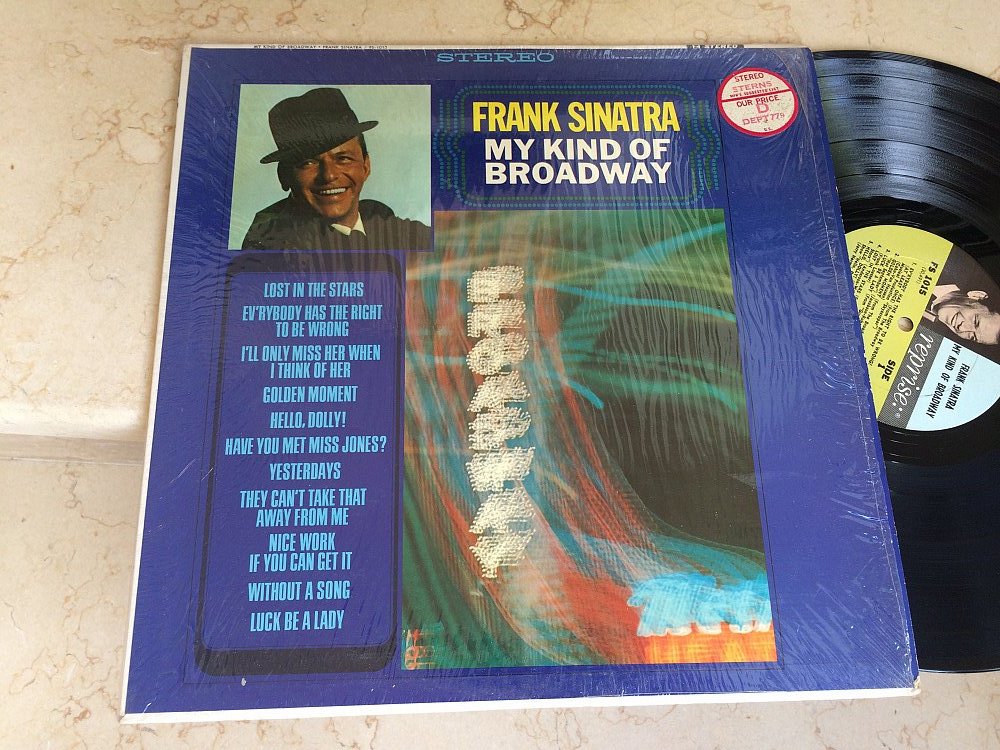 MY KIND OF BROADWAY • FRANK SINATRA • FS 1015
STEREO
FRANK SINATRA
MY KIND OF
BROADWAY
STEREO
STERNS
OUR PRICE
D
DEPT 779
LOST IN THE STARS
EV'RYBODY HAS THE RIGHT
TO BE WRONG
I'LL ONLY MISS HER WHEN
I THINK OF HER
GOLDEN MOMENT
HELLO, DOLLY!
HAVE YOU MET MISS JONES?
YESTERDAYS
THEY CAN'T TAKE THAT
AWAY FROM ME
NICE WORK
IF YOU CAN GET IT
WITHOUT A SONG
LUCK BE A LADY
FS 1015
SIDE
1
reprise:
FRANK SINATRA
MY KIND OF BROADWAY